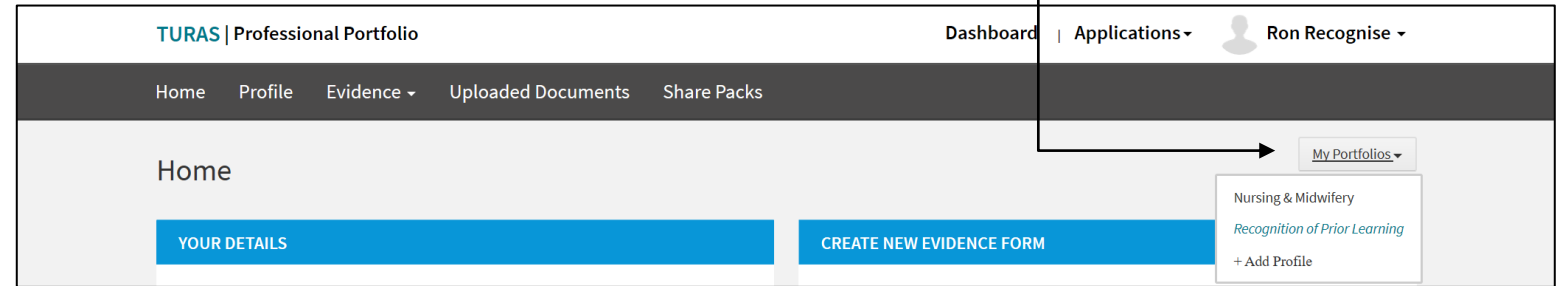 TURAS | Professional Portfolio Dashboard | Applications Ron Recognise
Home Profile Evidence Uploaded Documents Share Packs
Home My Portfolios
Nursing & Midwifery
Recognition of Prior Learning
+ Add Profile
YOUR DETAILS CREATE NEW EVIDENCE FORM